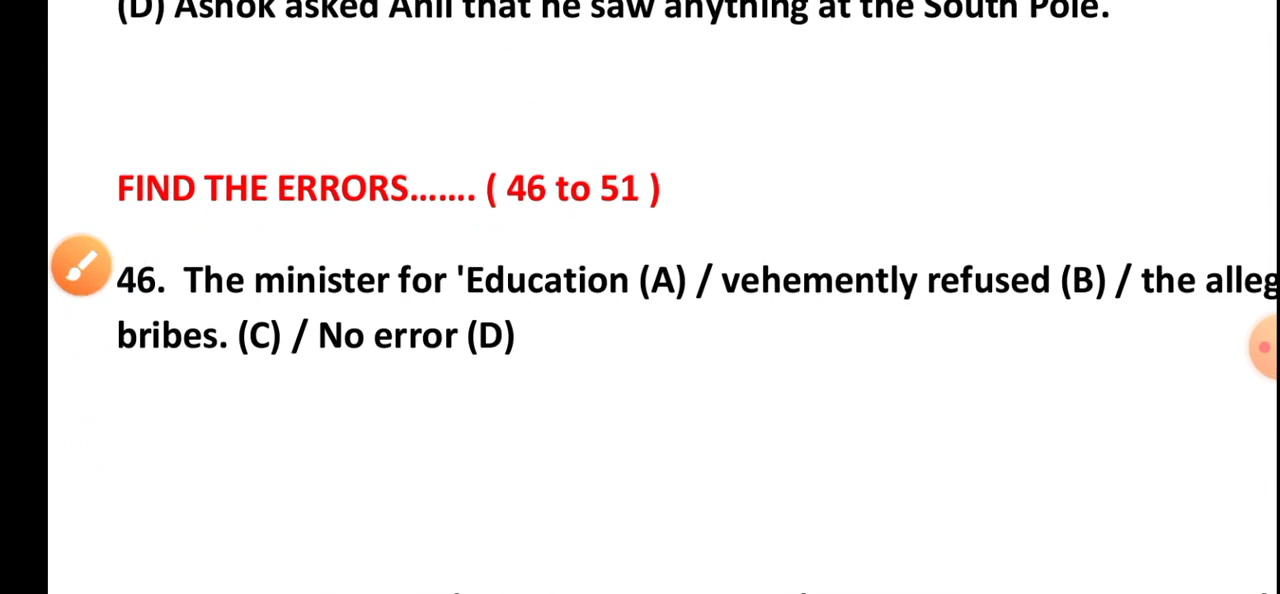 (D) Ashok asked Anil that he saw anything at the South Pole.
FIND THE ERRORS....... ( 46 to 51 )
46. The minister for 'Education (A) / vehemently refused (B) / the
bribes. (C) / No error (D)